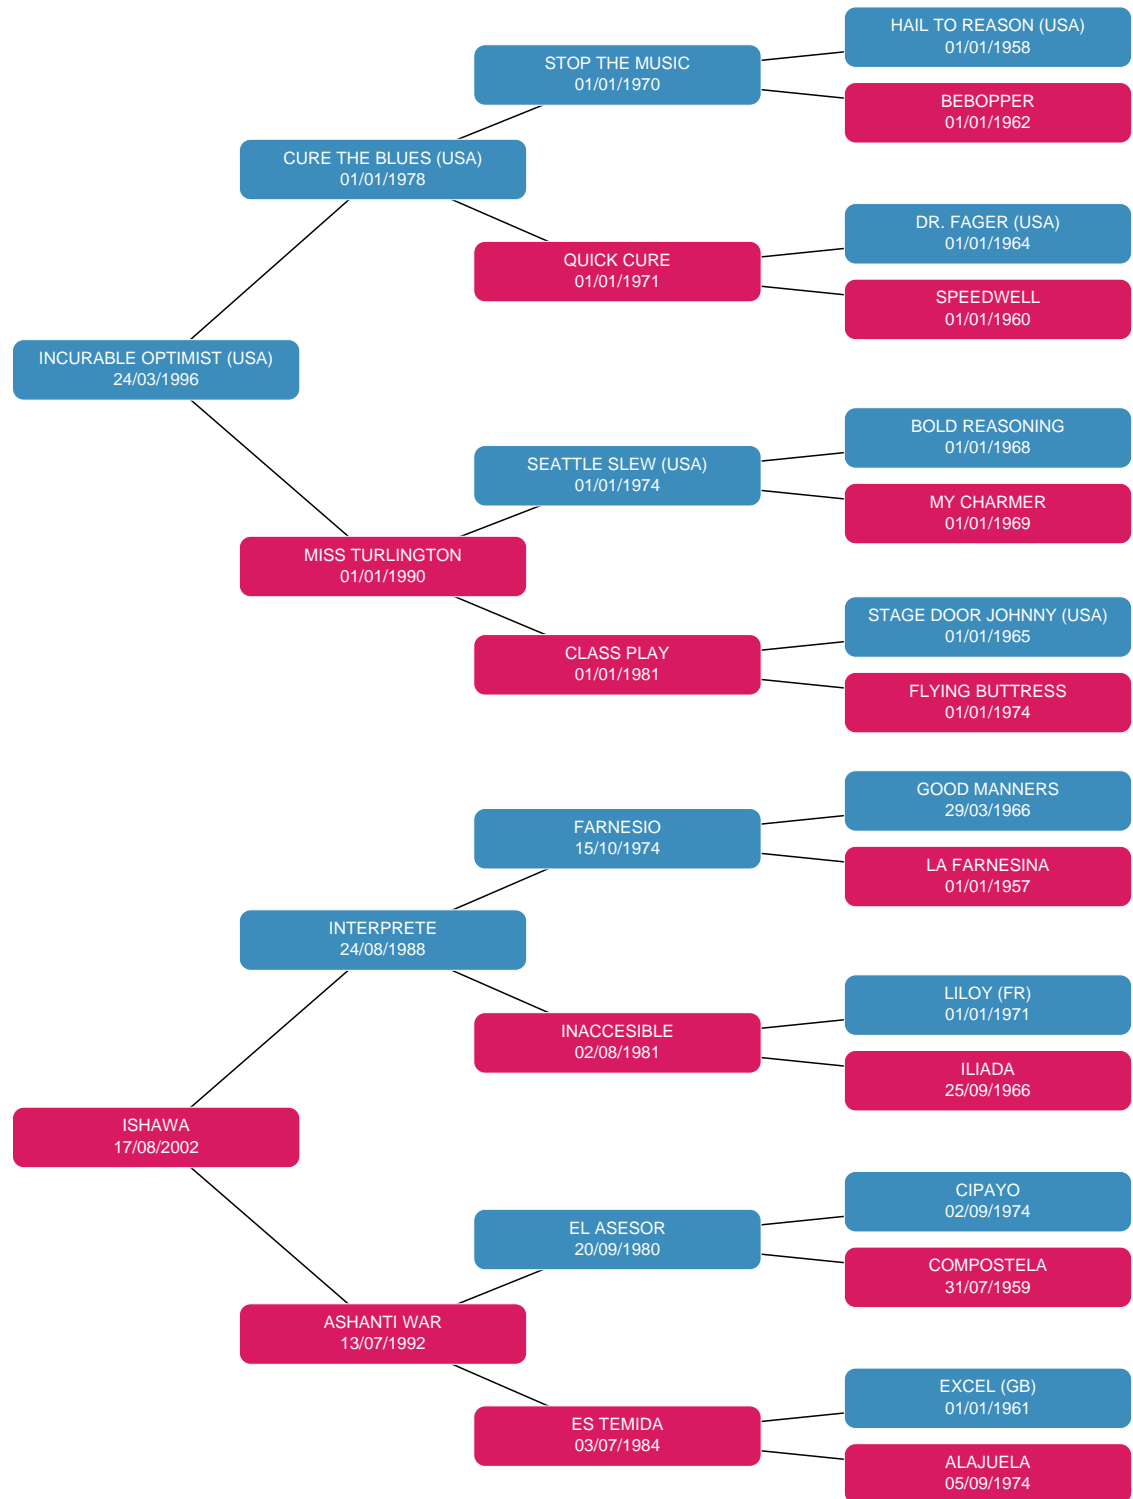 HAIL TO REASON (USA)
01/01/1958
STOP THE MUSIC
01/01/1970
BEBOPPER
01/01/1962
CURE THE BLUES (USA)
01/01/1978
DR. FAGER (USA)
01/01/1964
QUICK CURE
01/01/1971
SPEEDWELL
01/01/1960
INCURABLE OPTIMIST (USA)
24/03/1996
BOLD REASONING
01/01/1968
SEATTLE SLEW (USA)
01/01/1974
MY CHARMER
01/01/1969
MISS TURLINGTON
01/01/1990
STAGE DOOR JOHNNY (USA)
01/01/1965
CLASS PLAY
01/01/1981
FLYING BUTTRESS
01/01/1974
GOOD MANNERS
29/03/1966
FARNESIO
15/10/1974
LA FARNESINA
01/01/1957
INTERPRETE
24/08/1988
LILOY (FR)
01/01/1971
INACCESIBLE
02/08/1981
ILIADA
25/09/1966
ISHAWA
17/08/2002
CIPAYO
02/09/1974
EL ASESOR
20/09/1980
COMPOSTELA
31/07/1959
ASHANTI WAR
13/07/1992
EXCEL (GB)
01/01/1961
ES TEMIDA
03/07/1984
ALAJUELA
05/09/1974